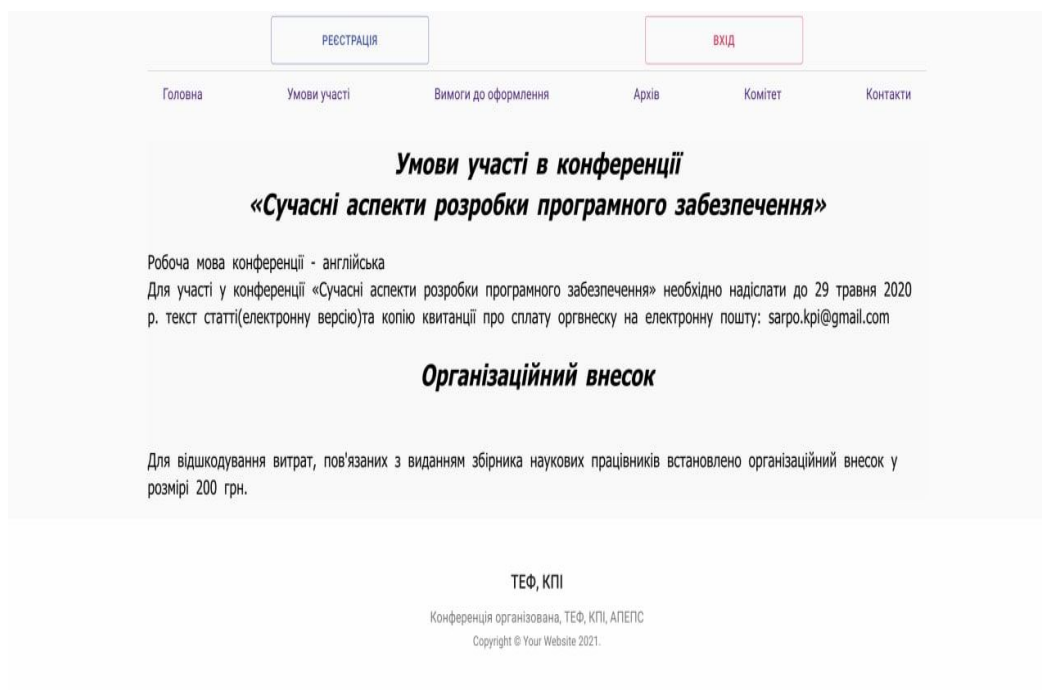 РЕЄСТРАЦІЯ ВХІД
Головна Умови участі Вимоги до оформлення Архів Комітет Контакти
Умови участі в конференції
«Сучасні аспекти розробки програмного забезпечення»
Робоча мова конференції - англійська
Для участі у конференції «Сучасні аспекти розробки програмного забезпечення» необхідно надіслати до 29 травня 2020
р. текст статті(електронну версію)та копію квитанції про сплату оргвнеску на електронну пошту: sarpo.kpi@gmail.com
Організаційний внесок
Для відшкодування витрат, пов'язаних з виданням збірника наукових працівників встановлено організаційний внесок у
розмірі 200 грн.
ТЕФ, КПІ
Конференція організована, ТЕФ, КПІ, АПЕПС
Copyright © Your Website 2021.